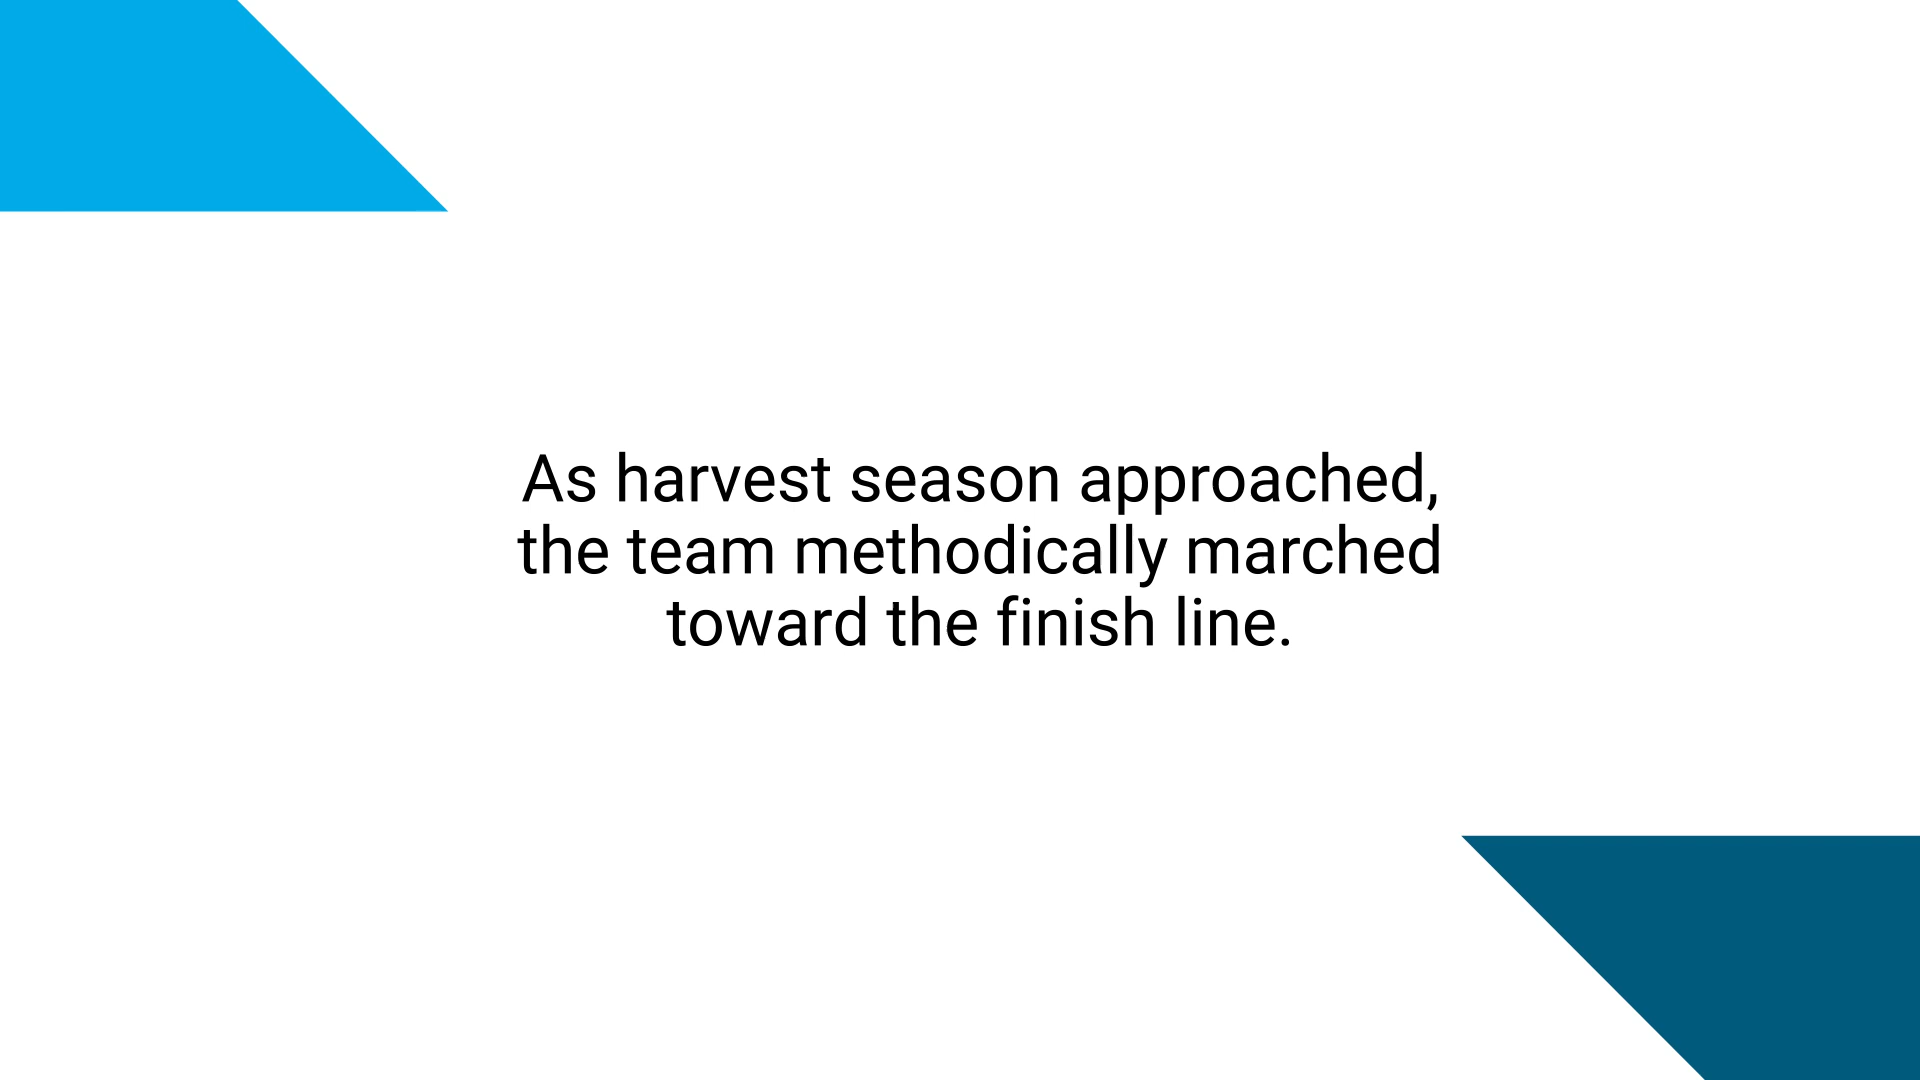 As harvest season approached,
the team methodically marched
toward the finish line.